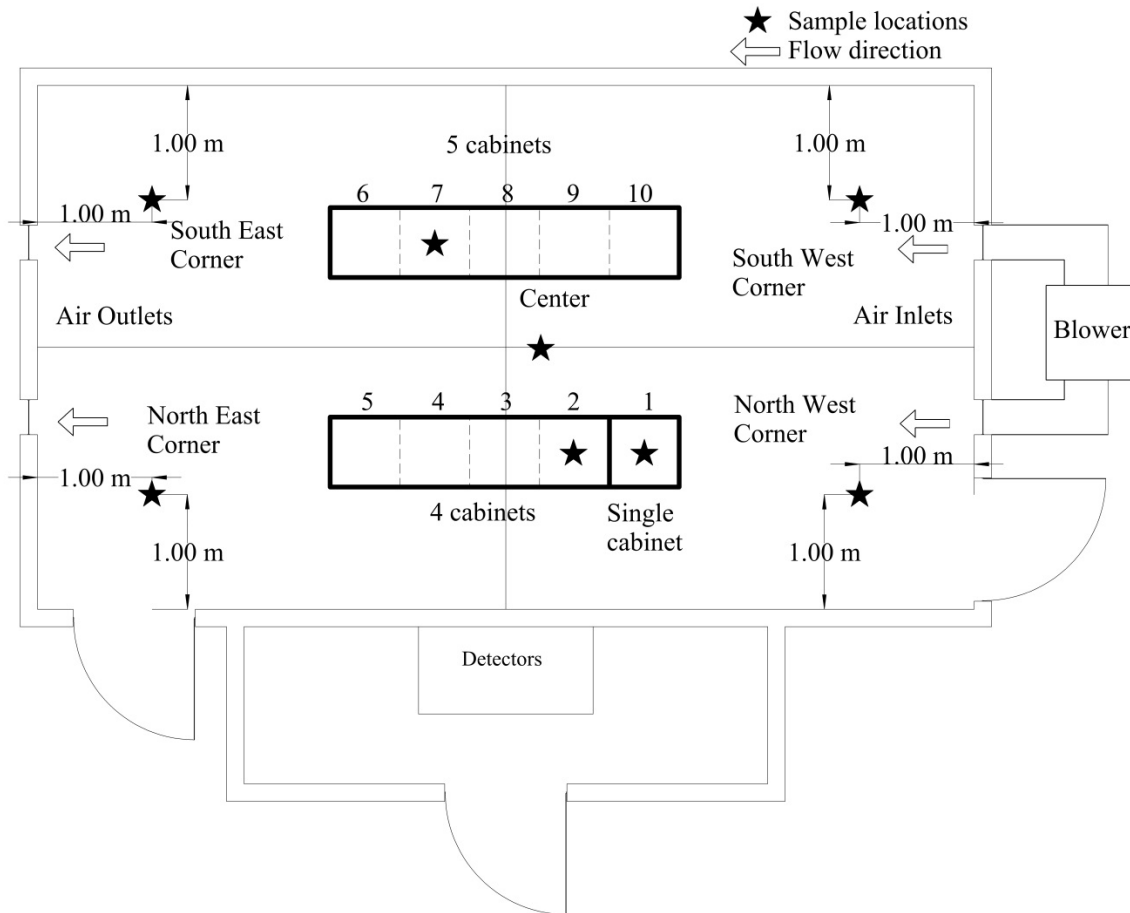 Sample locations
Flow direction
1.00 m
1.00 m
5 cabinets
6 7 8 9 10
1.00 m
1.00 m
South East
Corner
South West
Corner
Center
Air Outlets
Air Inlets
Blower
North East
Corner
5 4 3 2 1
North West
Corner
1.00 m
1.00 m
4 cabinets
Single
cabinet
1.00 m
1.00 m
Detectors